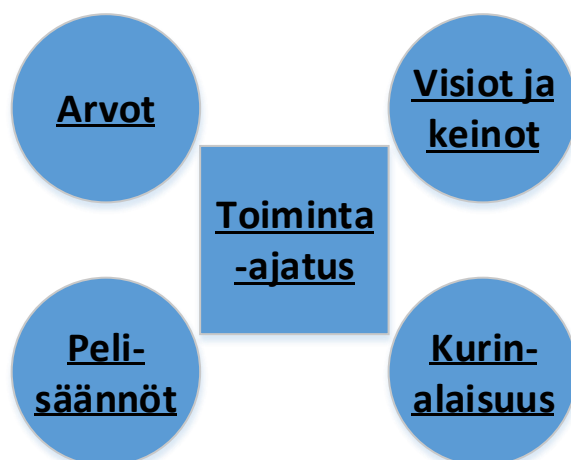 Arvot
Visiot ja
keinot
Toiminta
-ajatus
Peli-
säännöt
Kurin-
alaisuus